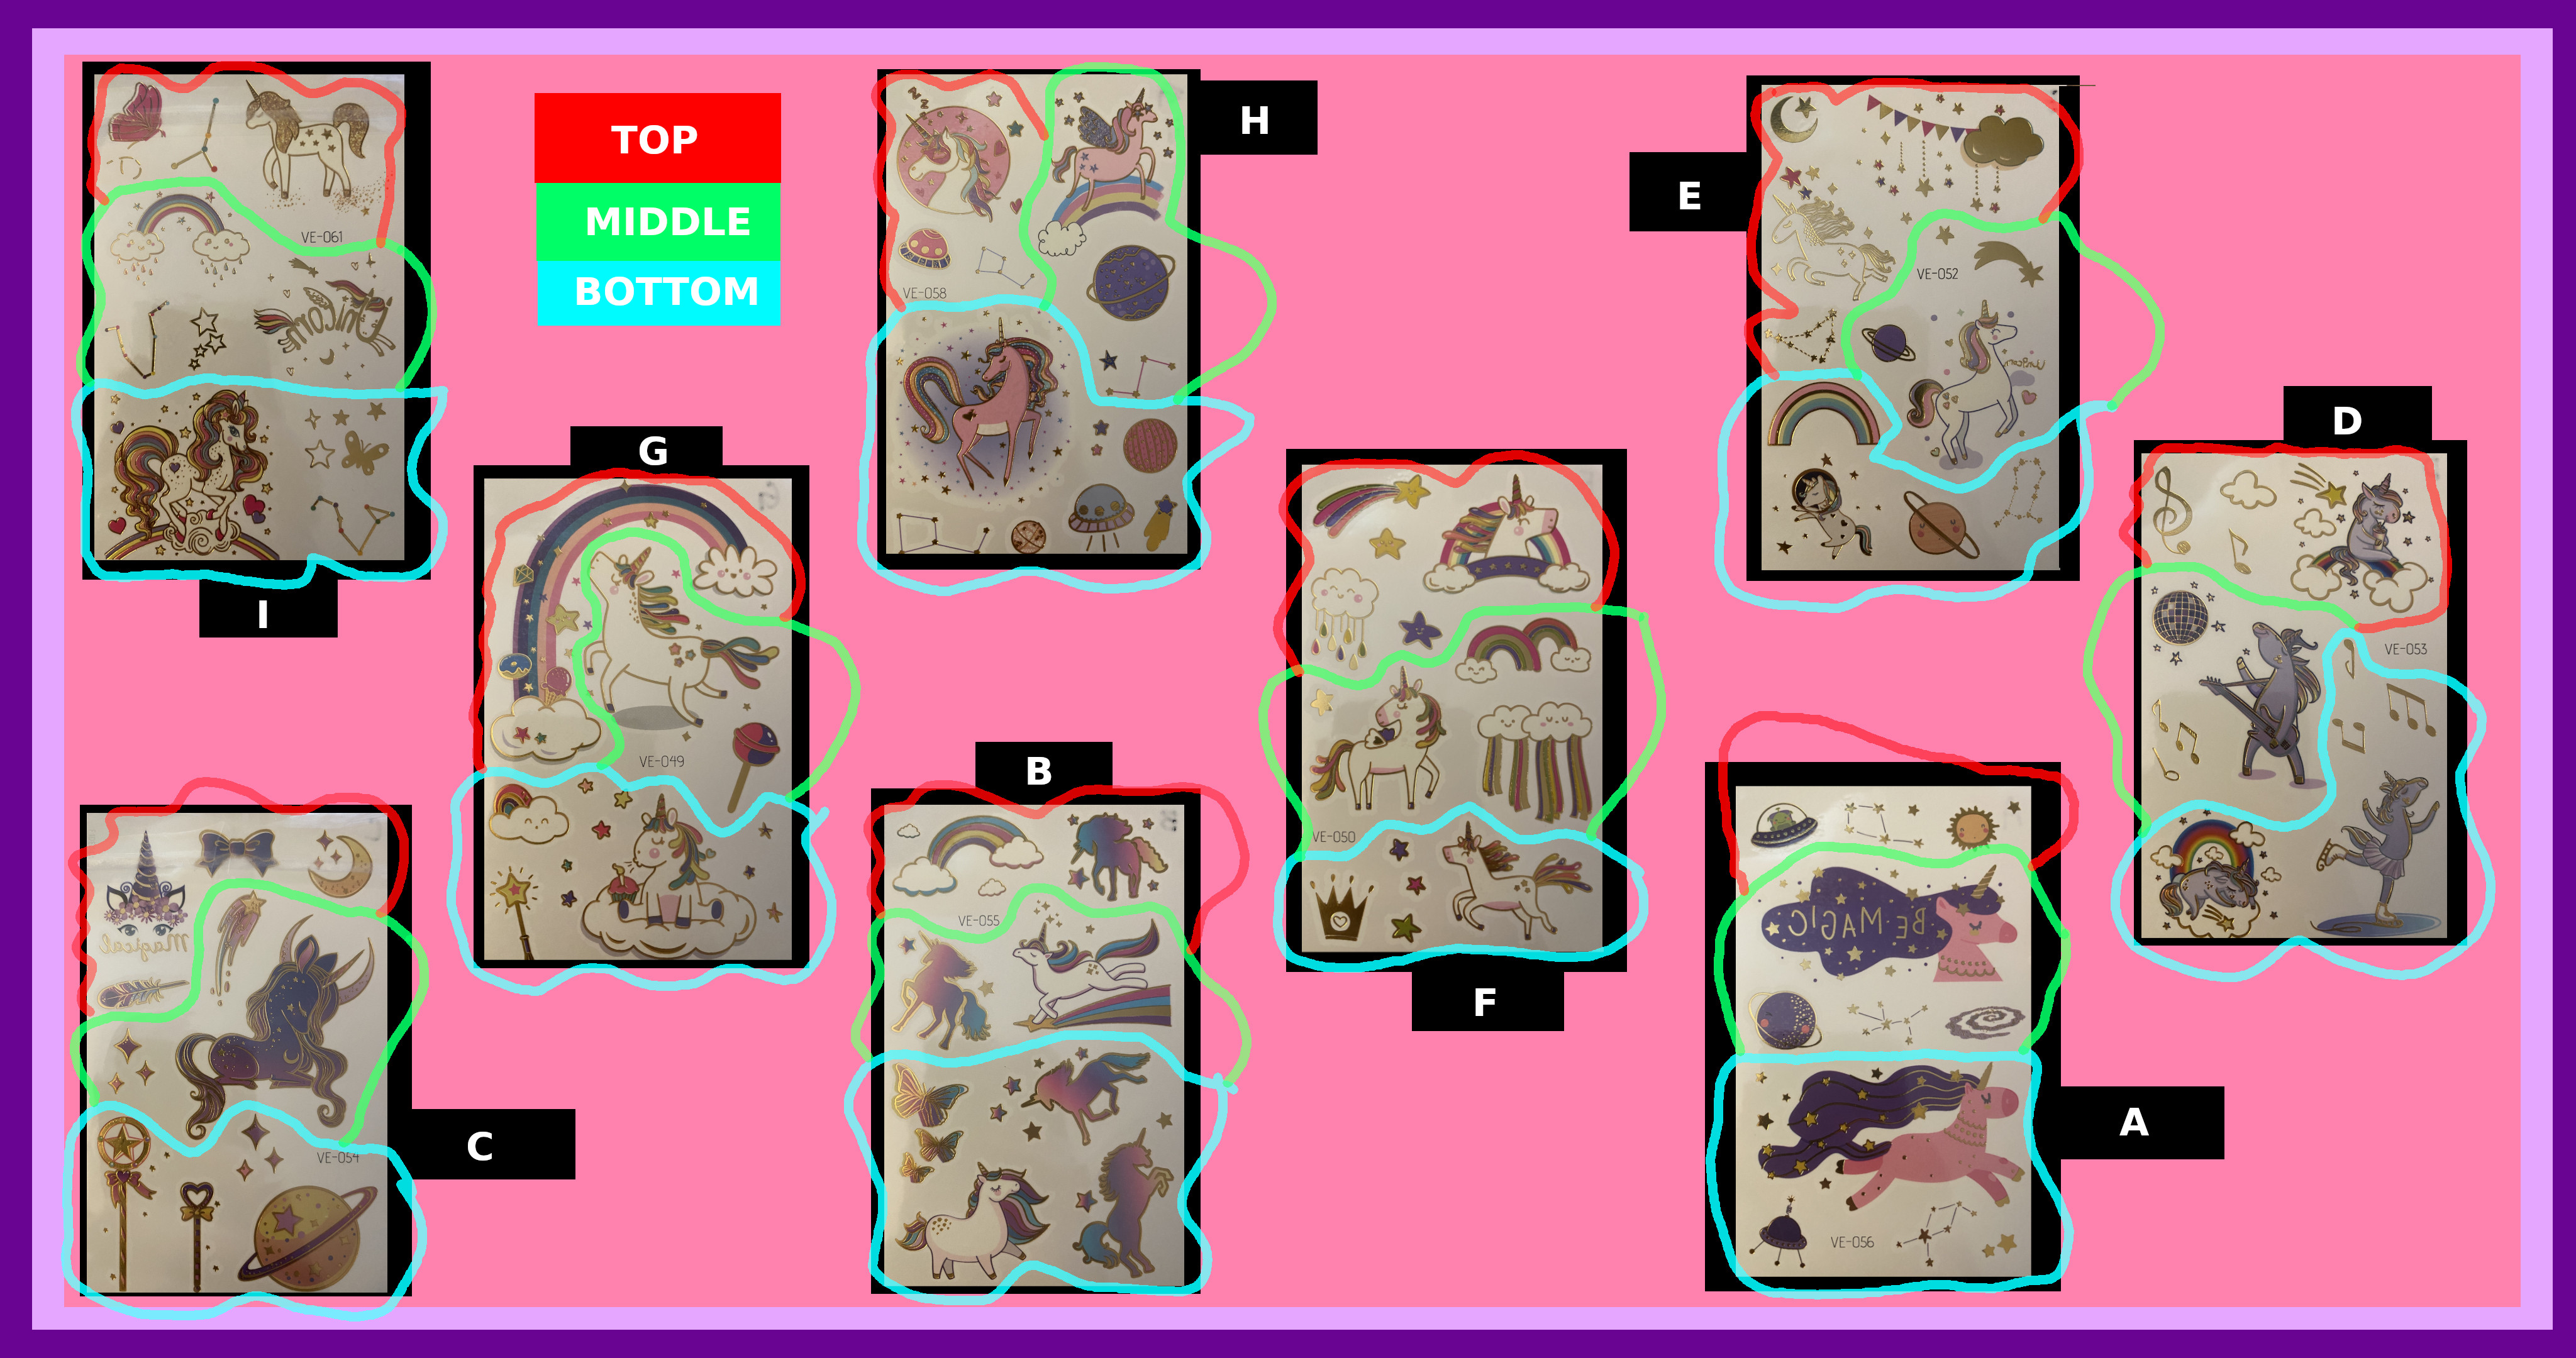 TOP
MIDDLE
BOTTOM
H
E
VE-061
Unicorn
VE-058
VE-052
Unicorn
I
G
D
VE-053
VE-049
B
VE-050
F
Magical
VE-055
BE MAGIC
C
VE-054
A
VE-056